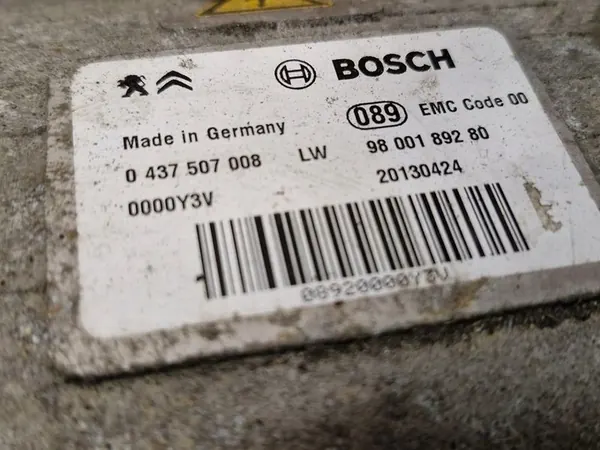 BOSCH
089 EMC Code 00
Made in Germany
0 437 507 008 LW 98 001 892 80
0000Y3V 20130424
08920000Y3V